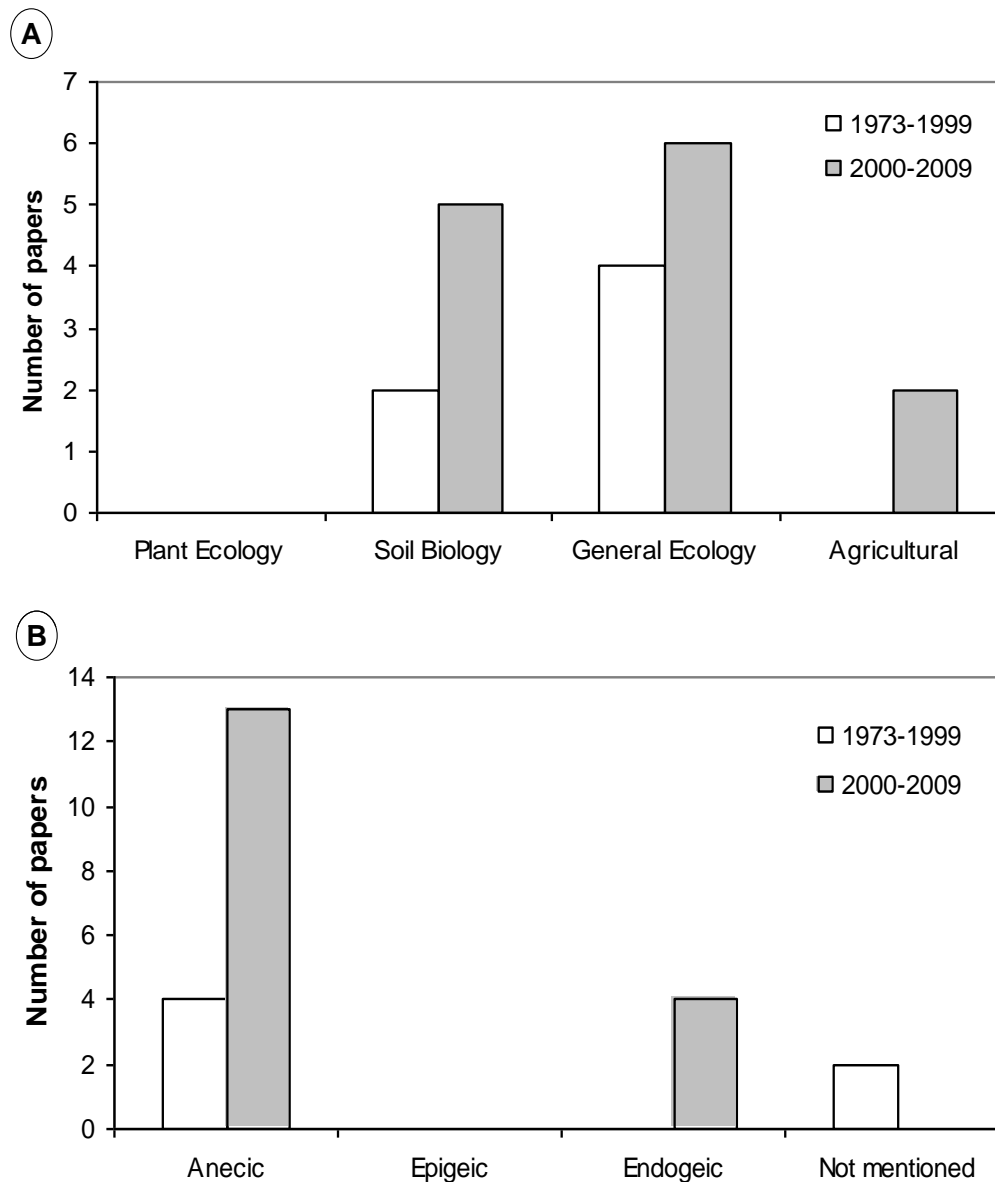 A
Number of papers
7
6
5
4
3
2
1
0
1973-1999
2000-2009
Plant Ecology
Soil Biology
General Ecology
Agricultural
B
Number of papers
14
12
10
8
6
4
2
0
1973-1999
2000-2009
Anecic
Epigeic
Endogeic
Not mentioned